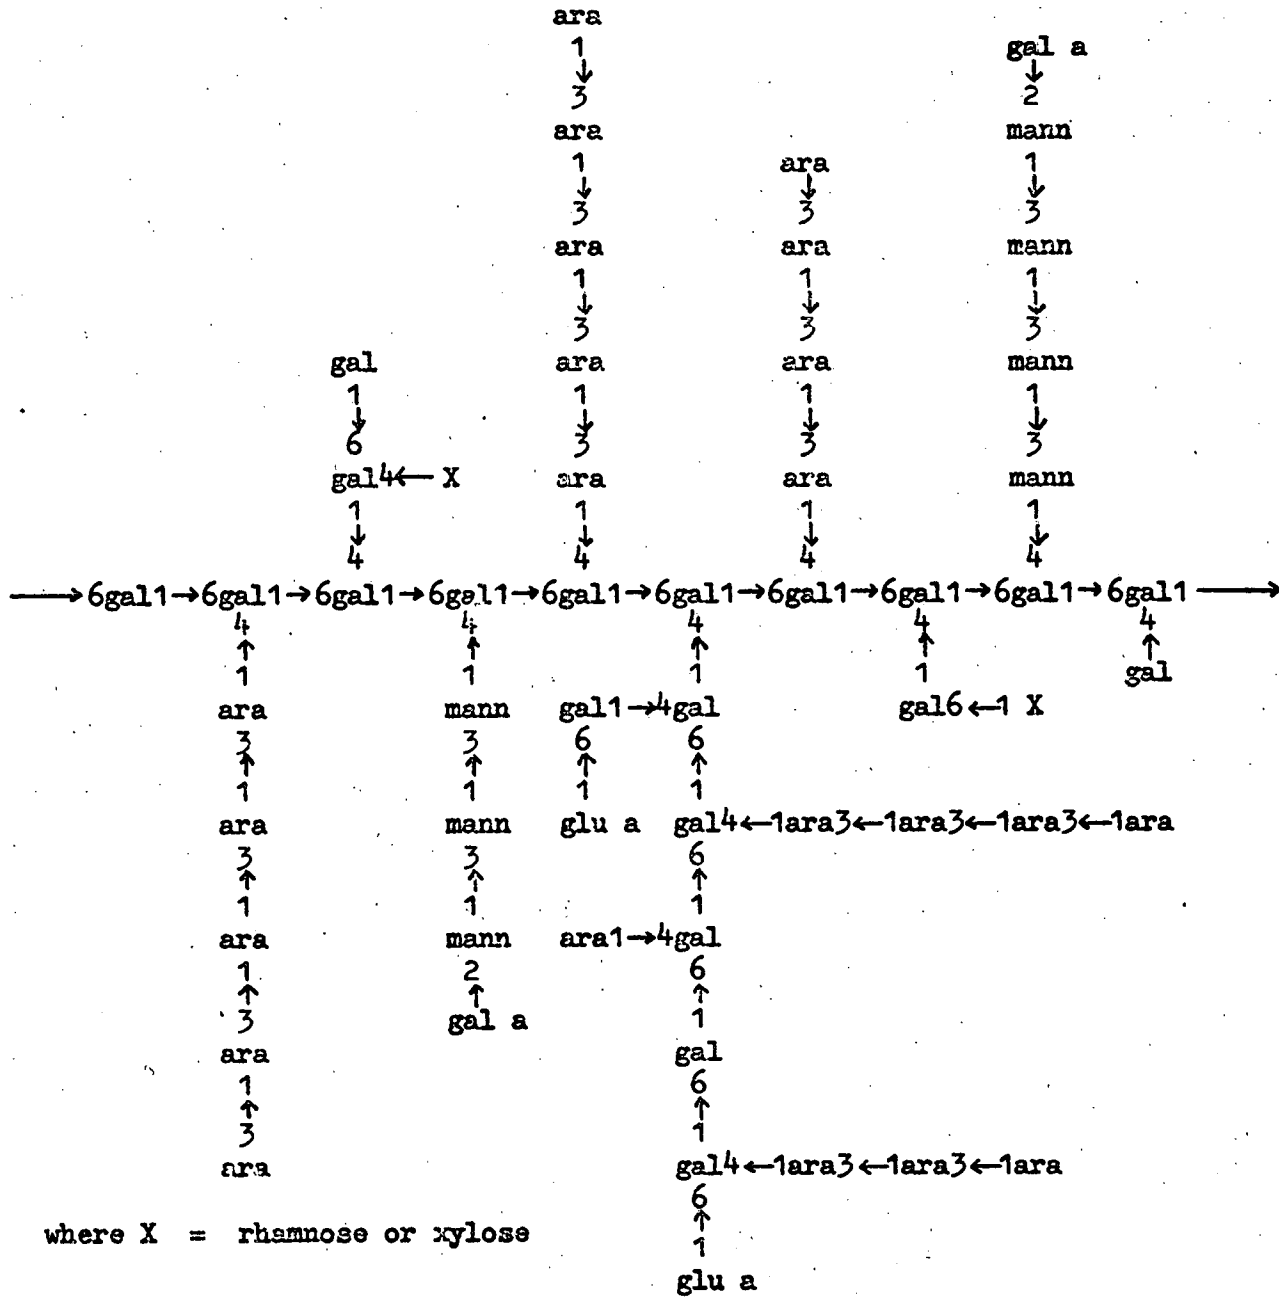 ara
1
↓
gal a
↓
3
2
ara
mann
1
ara
1
↓
↓
↓
3
3
3
ara
ara
mann
1
1
1
↓
↓
↓
3
3
3
gal
ara
ara
mann
1
1
1
1
↓
↓
↓
↓
6
3
3
3
gal4← X
ara
ara
mann
1
1
1
1
↓
↓
↓
↓
4
4
4
4
→6gal1→6gal1→6gal1→6gal1→6gal1→6gal1→6gal1→6gal1→6gal1→6gal1→
4
4
4
4
4
↑
↑
↑
↑
↑
1
1
1
1
gal
ara
mann
gal1→4gal
gal6←1 X
3
3
6
6
↑
↑
↑
↑
1
1
1
1
ara
mann
glu a
gal4←1ara3←1ara3←1ara3←1ara
3
3
6
↑
↑
↑
1
1
1
ara
mann
ara1→4gal
1
2
6
↑
↑
↑
3
gal a
1
ara
gal
1
6
↑
↑
3
1
ara
gal4←1ara3←1ara3←1ara
6
↑
where X = rhamnose or xylose
1
glu a